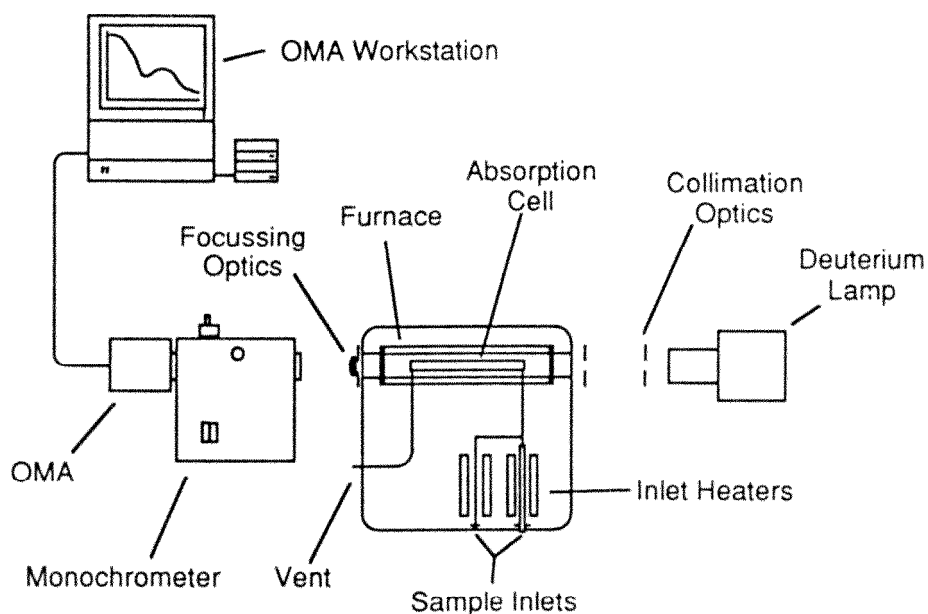 OMA Workstation
Absorption
Cell
Collimation
Optics
Furnace
Focussing
Optics
Deuterium
Lamp
OMA
Inlet Heaters
Monochrometer
Vent
Sample Inlets